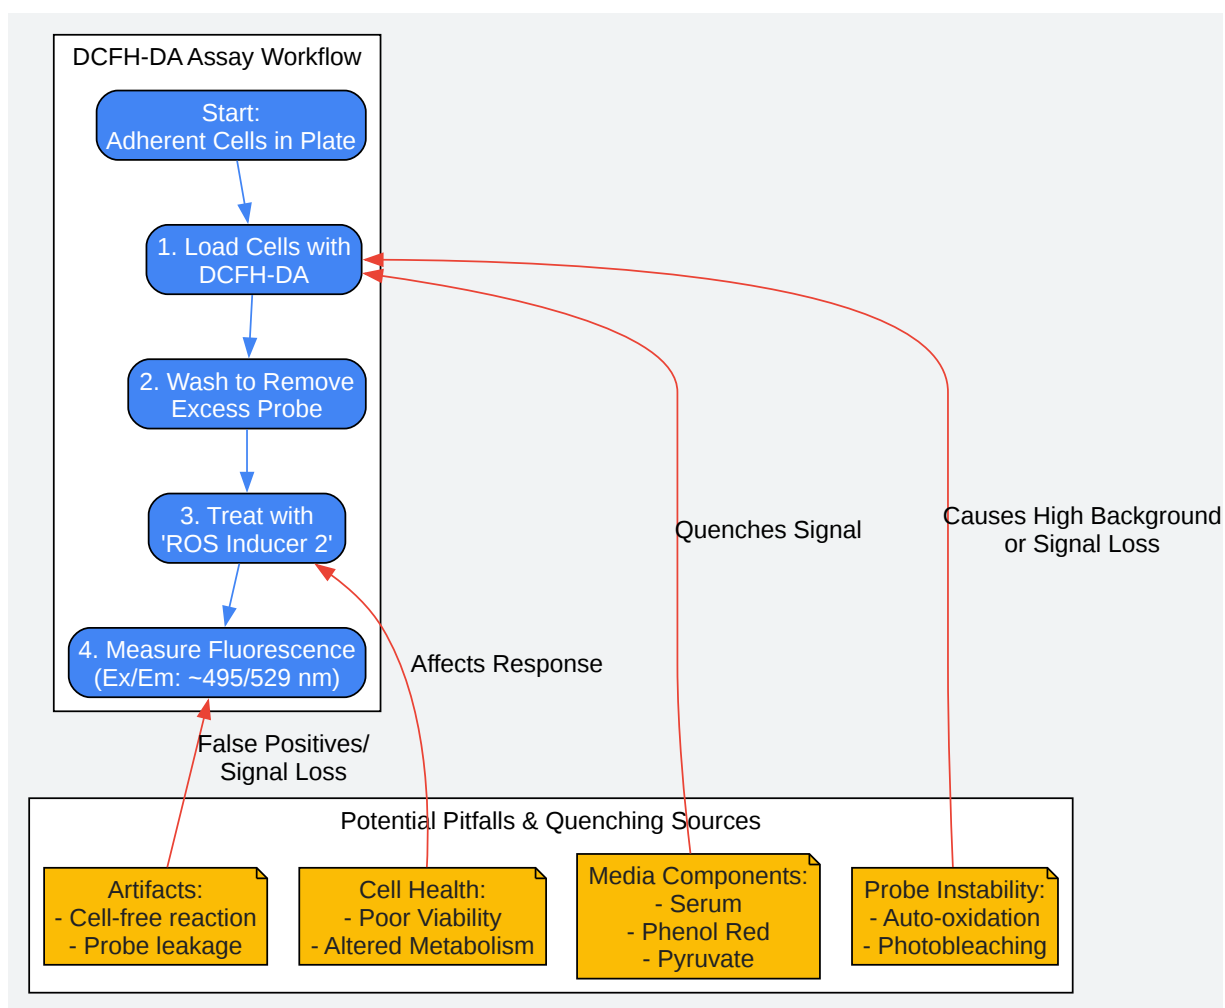 DCFH-DA Assay Workflow
Start:
Adherent Cells in Plate
1. Load Cells with
DCFH-DA
2. Wash to Remove
Excess Probe
3. Treat with
'ROS Inducer 2'
4. Measure Fluorescence
(Ex/Em: ~495/529 nm)
Quenches Signal
Causes High Background
or Signal Loss
Affects Response
False Positives/
Signal Loss
Potential Pitfalls & Quenching Sources
Artifacts:
- Cell-free reaction
- Probe leakage
Cell Health:
- Poor Viability
- Altered Metabolism
Media Components:
- Serum
- Phenol Red
- Pyruvate
Probe Instability:
- Auto-oxidation
- Photobleaching